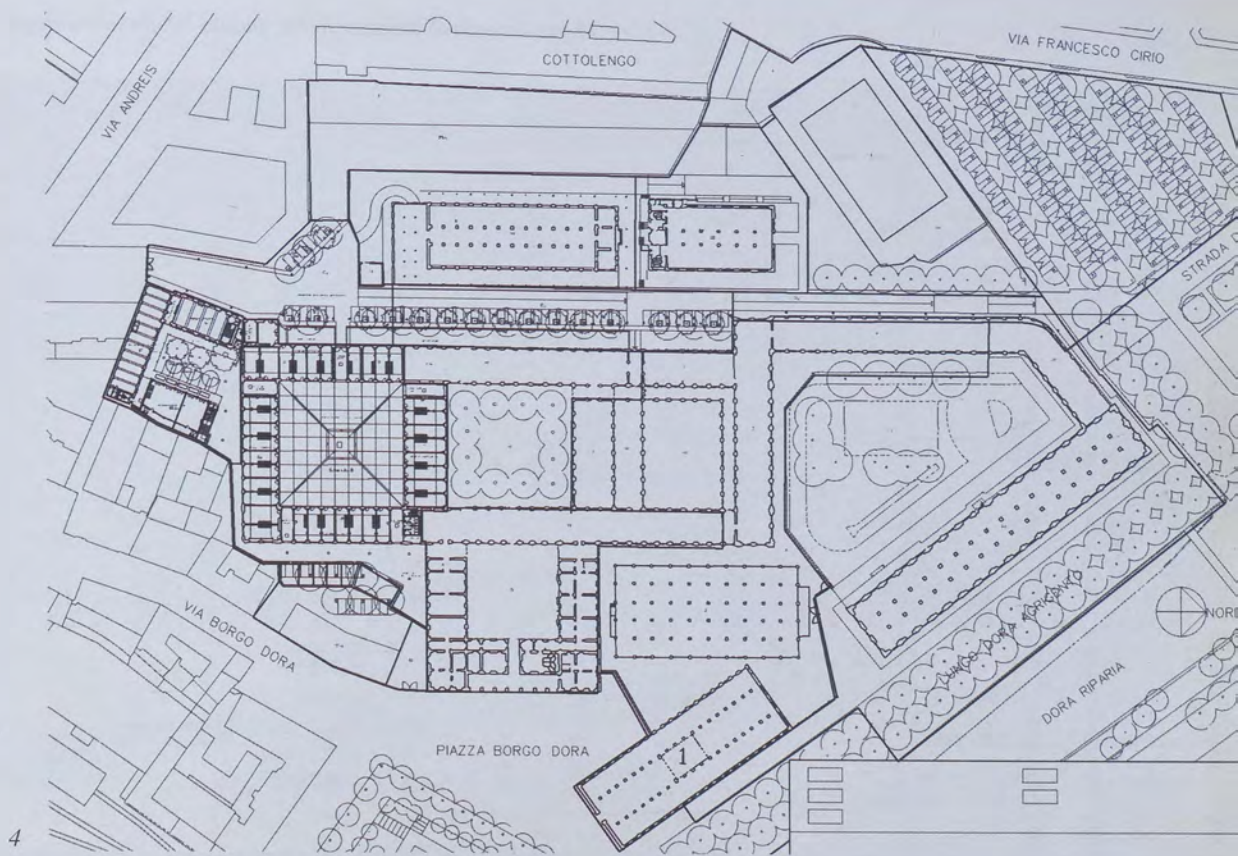 COTTOLENGO
VIA FRANCESCO CIRIO
VIA ANDREIS
STRADA D
VIA BORGO DORA
LUNGO DORA AGRIGENTO
NORD
DORA RIPARIA
PIAZZA BORGO DORA
1
4